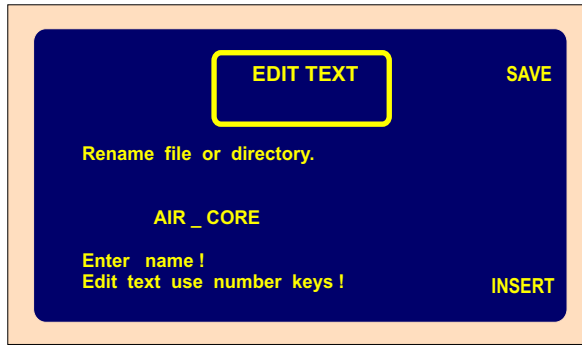 EDIT TEXT
SAVE
Rename file or directory.
AIR _ CORE
Enter name !
Edit text use number keys !
INSERT